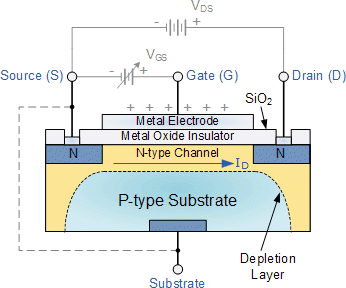 VDS
- +
VGS
- +
Source (S)
Gate (G)
Drain (D)
SiO2
+ + + + + + + +
Metal Electrode
Metal Oxide Insulator
N
N-type Channel
N
ID
P-type Substrate
Depletion
Layer
Substrate